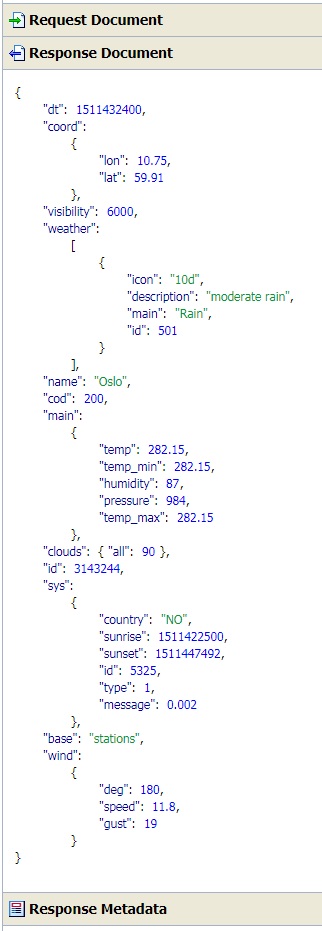 Request Document
Response Document
{
"dt": 1511432400,
"coord":
{
"lon": 10.75,
"lat": 59.91
},
"visibility": 6000,
"weather":
[
{
"icon": "10d",
"description": "moderate rain",
"main": "Rain",
"id": 501
}
],
"name": "Oslo",
"cod": 200,
"main":
{
"temp": 282.15,
"temp_min": 282.15,
"humidity": 87,
"pressure": 984,
"temp_max": 282.15
},
"clouds": { "all": 90 },
"id": 3143244,
"sys":
{
"country": "NO",
"sunrise": 1511422500,
"sunset": 1511447492,
"id": 5325,
"type": 1,
"message": 0.002
},
"base": "stations",
"wind":
{
"deg": 180,
"speed": 11.8,
"gust": 19
}
}
Response Metadata